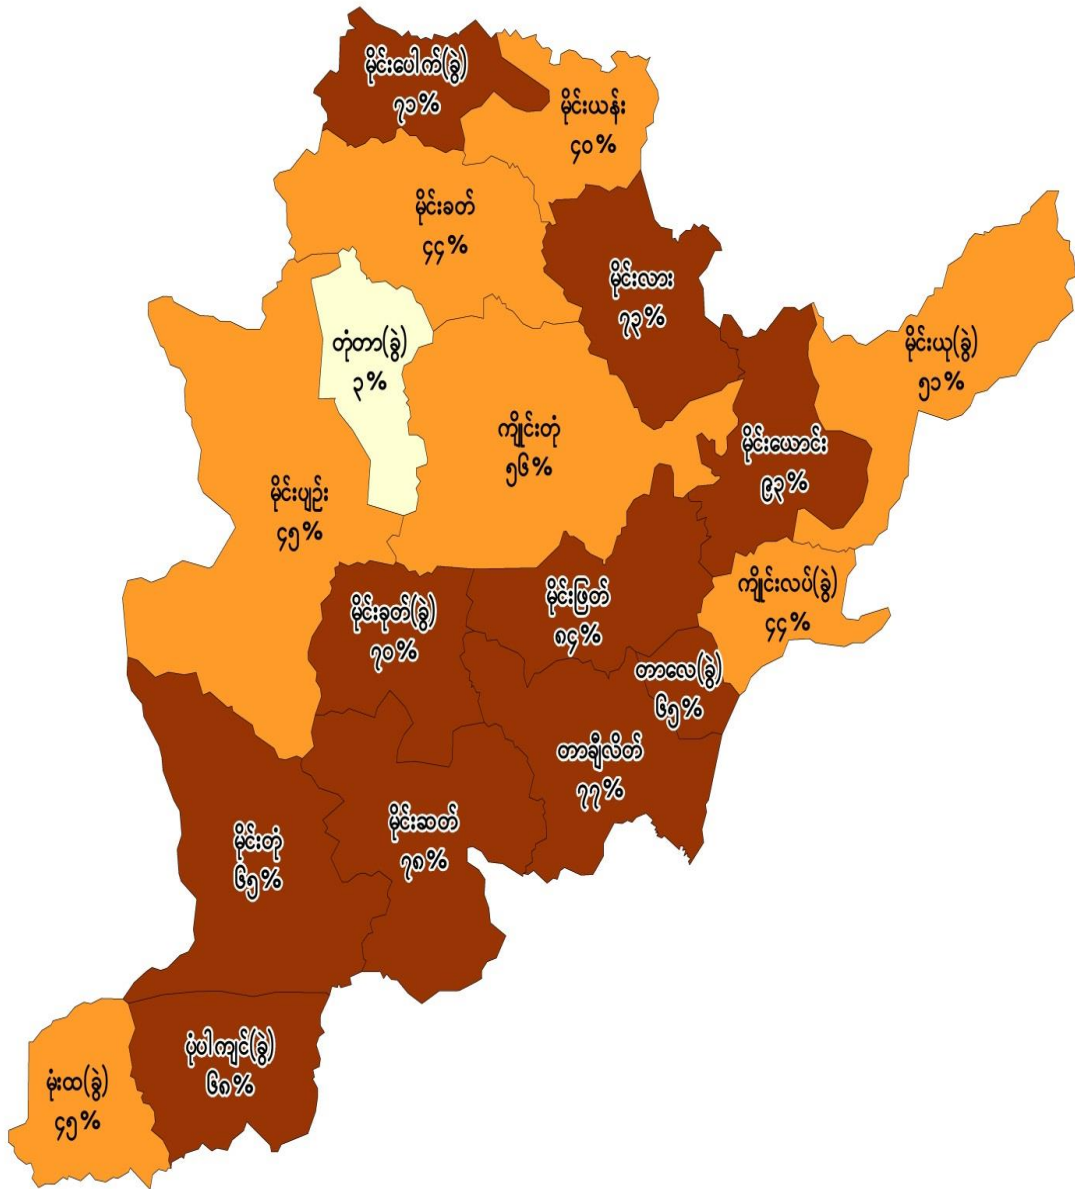 မိုင်းပေါက်(ခွဲ)
၇၁%
မိုင်းယန်း
၄၀%
မိုင်းခတ်
၄၄%
မိုင်းလား
၇၃%
တုံတာ(ခွဲ)
၃%
မိုင်းယု(ခွဲ)
၅၁%
ကျိုင်းတုံ
၅၆%
မိုင်းယောင်း
၉၃%
မိုင်းပျဉ်း
၄၅%
မိုင်းခုတ်(ခွဲ)
၇၀%
မိုင်းဖြတ်
၈၄%
ကျိုင်းလပ်(ခွဲ)
၄၄%
တာလေ(ခွဲ)
၆၅%
တာချီလိတ်
၇၇%
မိုင်းဆတ်
၇၈%
မိုင်းတုံ
၆၅%
ပုံပါကျင်(ခွဲ)
၆၈%
မုံးထ(ခွဲ)
၄၅%